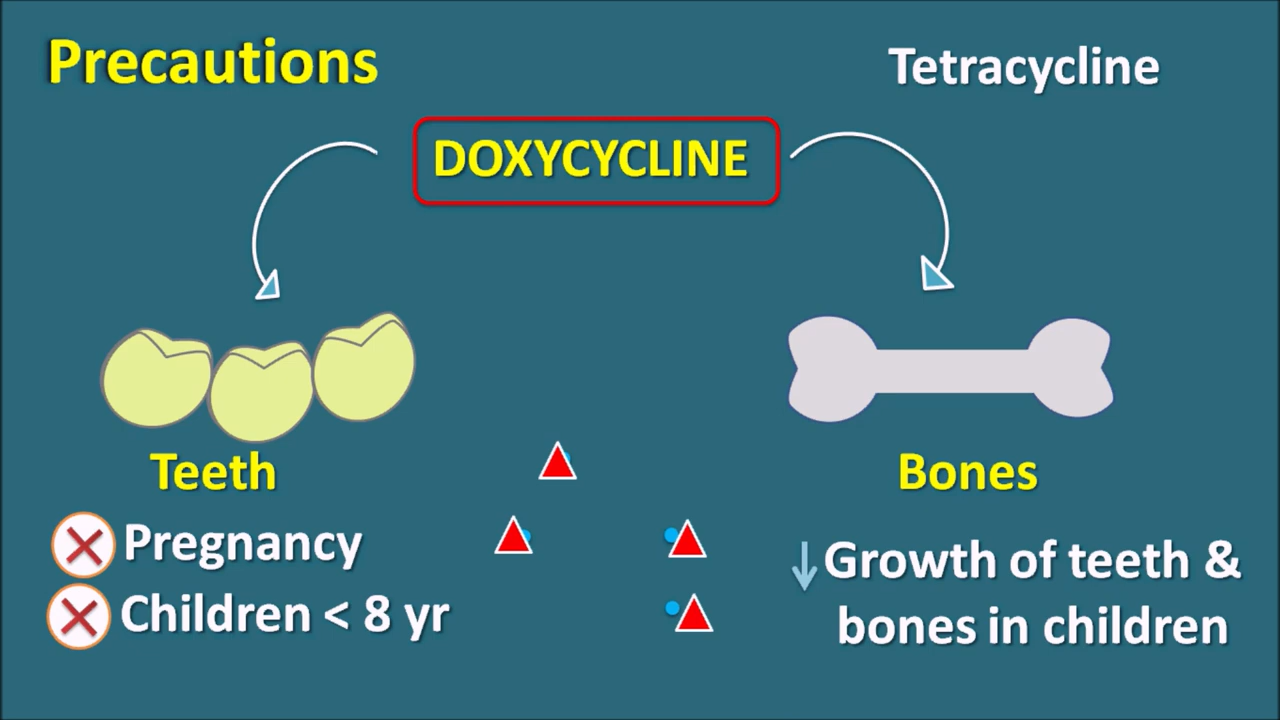 Precautions
Tetracycline
DOXYCYCLINE
Teeth
Bones
Pregnancy
Children < 8 yr
↓ Growth of teeth &
bones in children